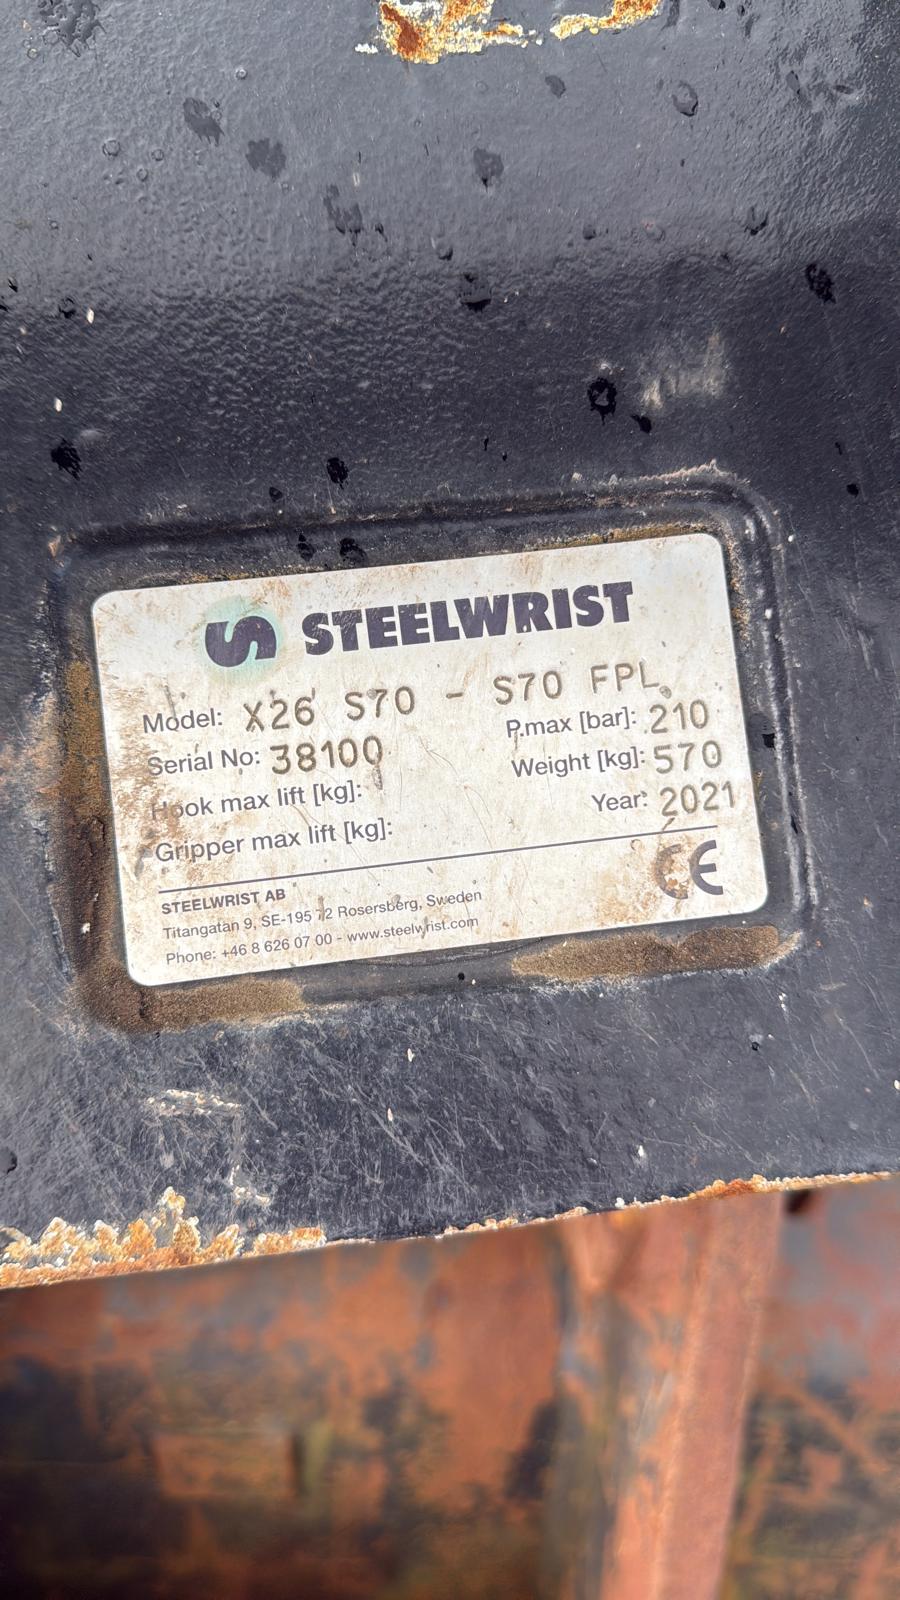 STEELWRIST
Model: X26 S70 - S70 FPL
P.max [bar]: 210
Serial No: 38100
Weight [kg]: 570
Hook max lift [kg]:
Year: 2021
Gripper max lift [kg]:
CE
STEELWRIST AB
Titangatan 9, SE-195 72 Rosersberg, Sweden
Phone: +46 8 626 07 00 - www.steelwrist.com